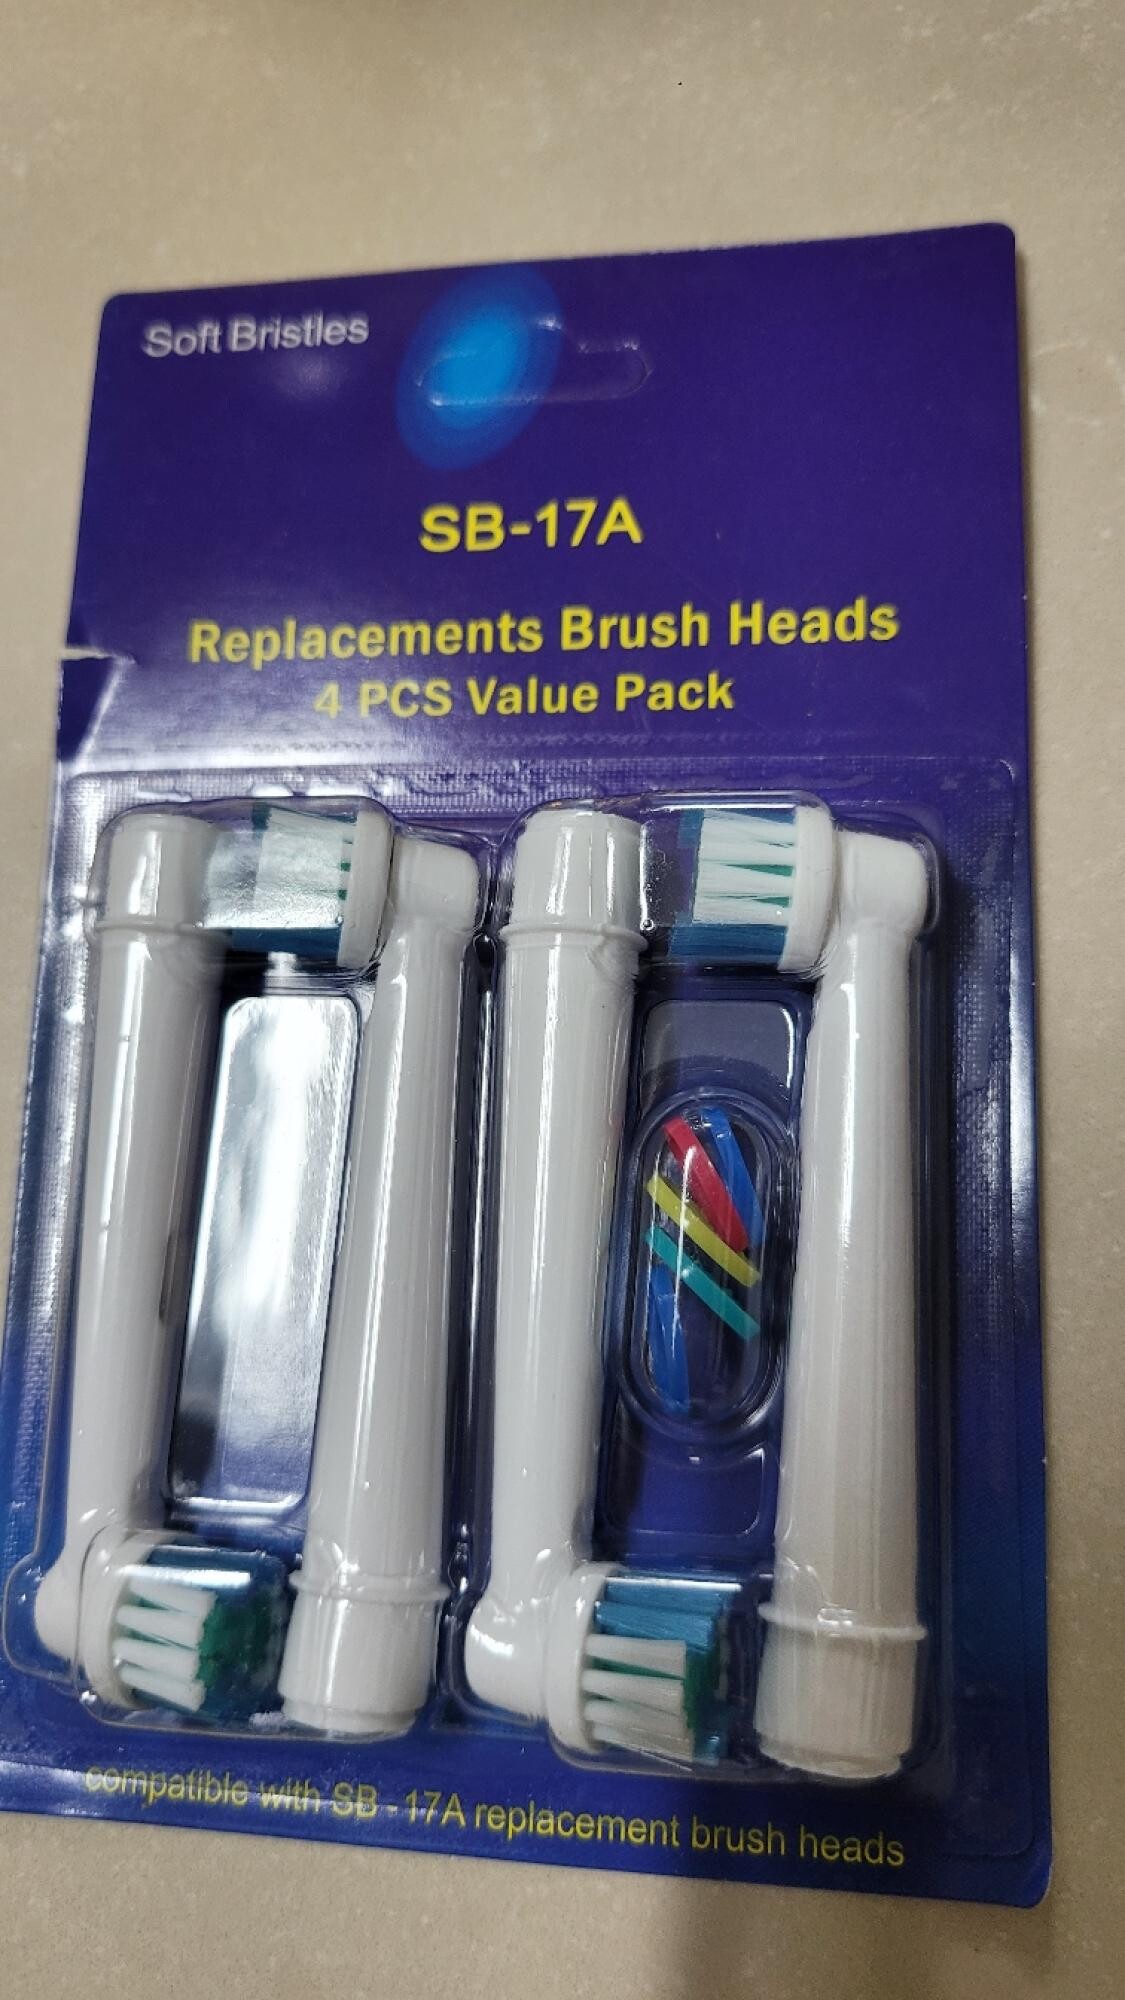 Soft Bristles
SB-17A
Replacements Brush Heads
4 PCS Value Pack
compatible with SB-17A replacement brush heads